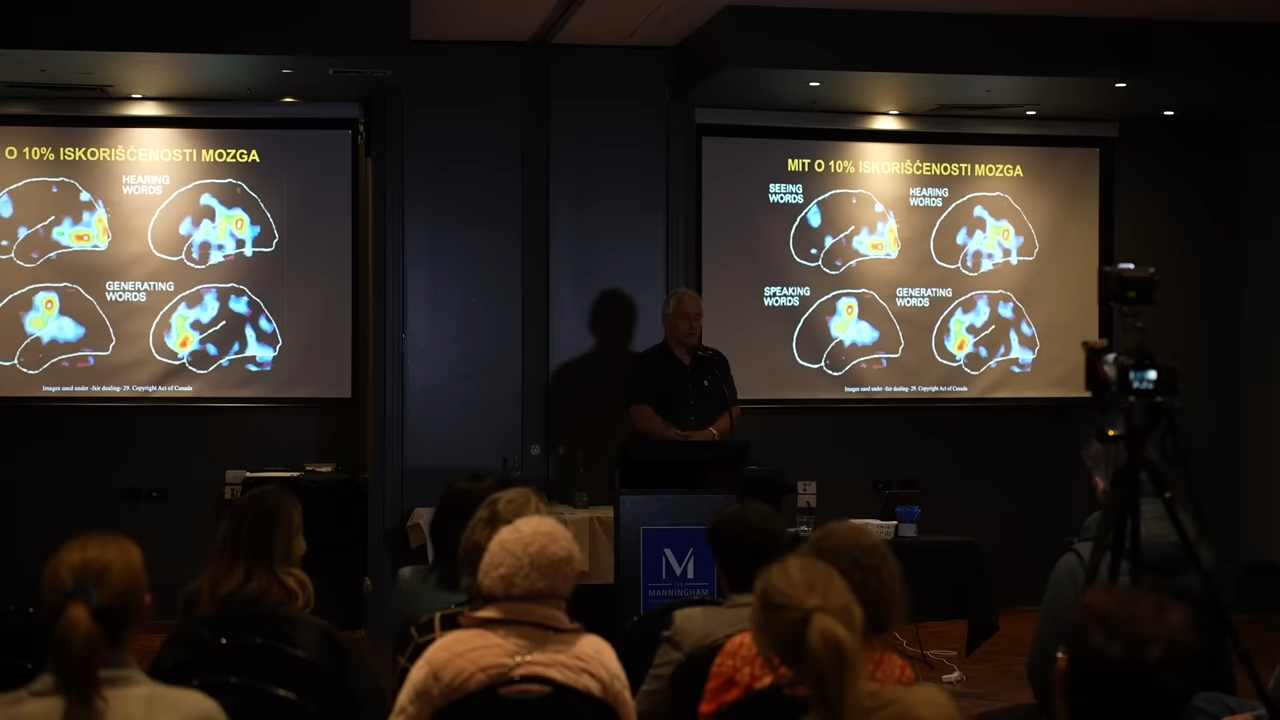 O 10% ISKORIŠĆENOSTI MOZGA
HEARING
WORDS
GENERATING
WORDS
Images used under -fair dealing- 29. Copyright Act of Canada
MIT O 10% ISKORIŠĆENOSTI MOZGA
SEEING
WORDS
HEARING
WORDS
SPEAKING
WORDS
GENERATING
WORDS
Images used under -fair dealing- 29. Copyright Act of Canada
M
THE
MANNINGHAM